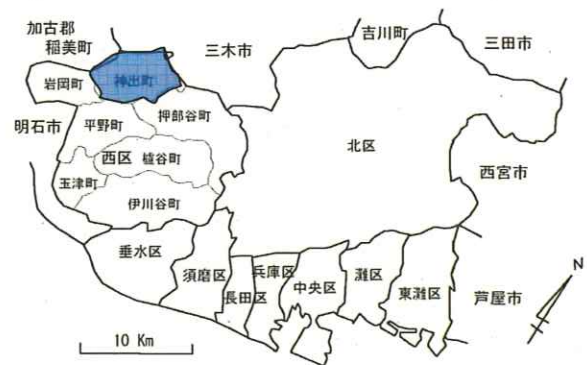 加古郡
稲美町
三木市
吉川町
三田市
岩岡町
神出町
明石市
平野町
押部谷町
北区
西区
櫨谷町
西宮市
玉津町
伊川谷町
垂水区
須磨区
長田区
兵庫区
中央区
灘区
東灘区
芦屋市
N
10 Km